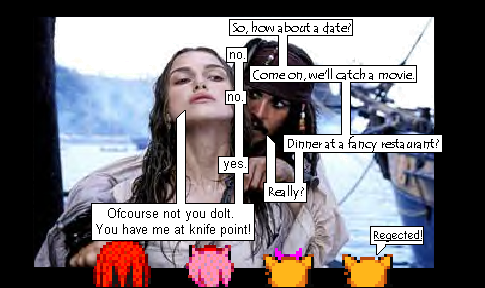 So, how about a date?
no.
Come on, we'll catch a movie.
no.
Dinner at a fancy restaurant?
yes.
Really?
Ofcourse not you dolt.
You have me at knife point!
Regected!